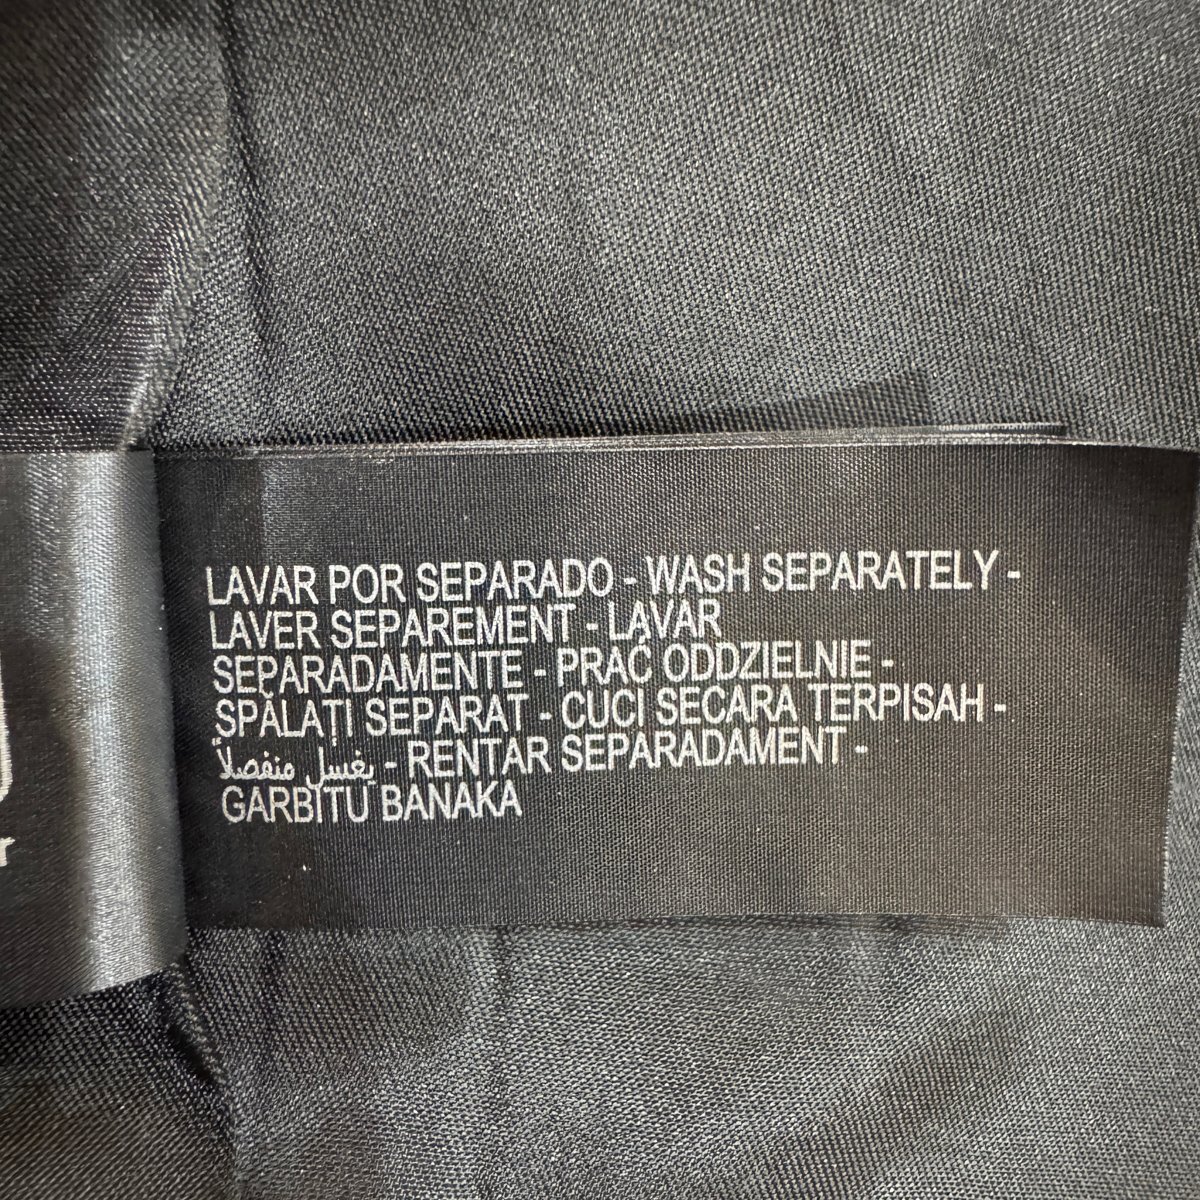 LAVAR POR SEPARADO - WASH SEPARATELY -
LAVER SEPAREMENT - LAVAR
SEPARADAMENTE - PRAĆ ODDZIELNIE -
SPĂLAȚI SEPARAT - CUCI SECARA TERPISAH -
يغسل منفصلاً - RENTAR SEPARADAMENT -
GARBITU BANAKA